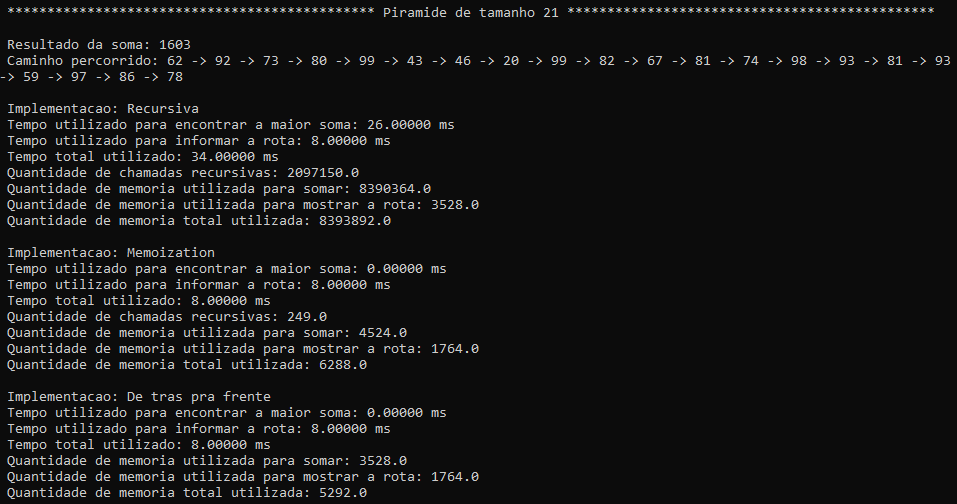 ********************************************** Piramide de tamanho 21 **********************************************
Resultado da soma: 1603
Caminho percorrido: 62 -> 92 -> 73 -> 80 -> 99 -> 43 -> 46 -> 20 -> 99 -> 82 -> 67 -> 81 -> 74 -> 98 -> 93 -> 81 -> 93
-> 59 -> 97 -> 86 -> 78
Implementacao: Recursiva
Tempo utilizado para encontrar a maior soma: 26.00000 ms
Tempo utilizado para informar a rota: 8.00000 ms
Tempo total utilizado: 34.00000 ms
Quantidade de chamadas recursivas: 2097150.0
Quantidade de memoria utilizada para somar: 8390364.0
Quantidade de memoria utilizada para mostrar a rota: 3528.0
Quantidade de memoria total utilizada: 8393892.0
Implementacao: Memoization
Tempo utilizado para encontrar a maior soma: 0.00000 ms
Tempo utilizado para informar a rota: 8.00000 ms
Tempo total utilizado: 8.00000 ms
Quantidade de chamadas recursivas: 249.0
Quantidade de memoria utilizada para somar: 4524.0
Quantidade de memoria utilizada para mostrar a rota: 1764.0
Quantidade de memoria total utilizada: 6288.0
Implementacao: De tras pra frente
Tempo utilizado para encontrar a maior soma: 0.00000 ms
Tempo utilizado para informar a rota: 8.00000 ms
Tempo total utilizado: 8.00000 ms
Quantidade de memoria utilizada para somar: 3528.0
Quantidade de memoria utilizada para mostrar a rota: 1764.0
Quantidade de memoria total utilizada: 5292.0